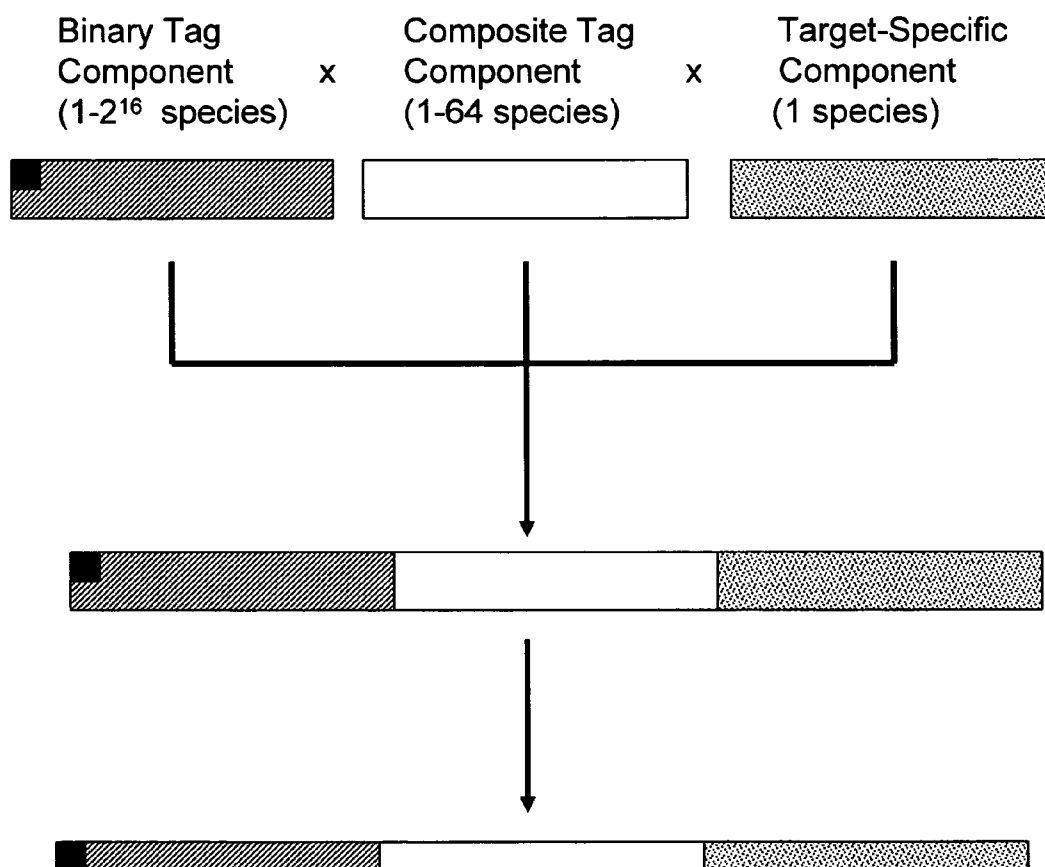 Binary Tag Component (1-2¹⁶ species)
x
Composite Tag Component (1-64 species)
x
Target-Specific Component (1 species)